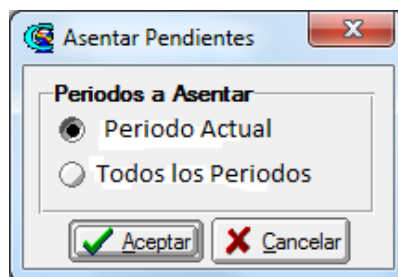 Asentar Pendientes
Periodos a Asentar
Periodo Actual
Todos los Periodos
Aceptar Cancelar